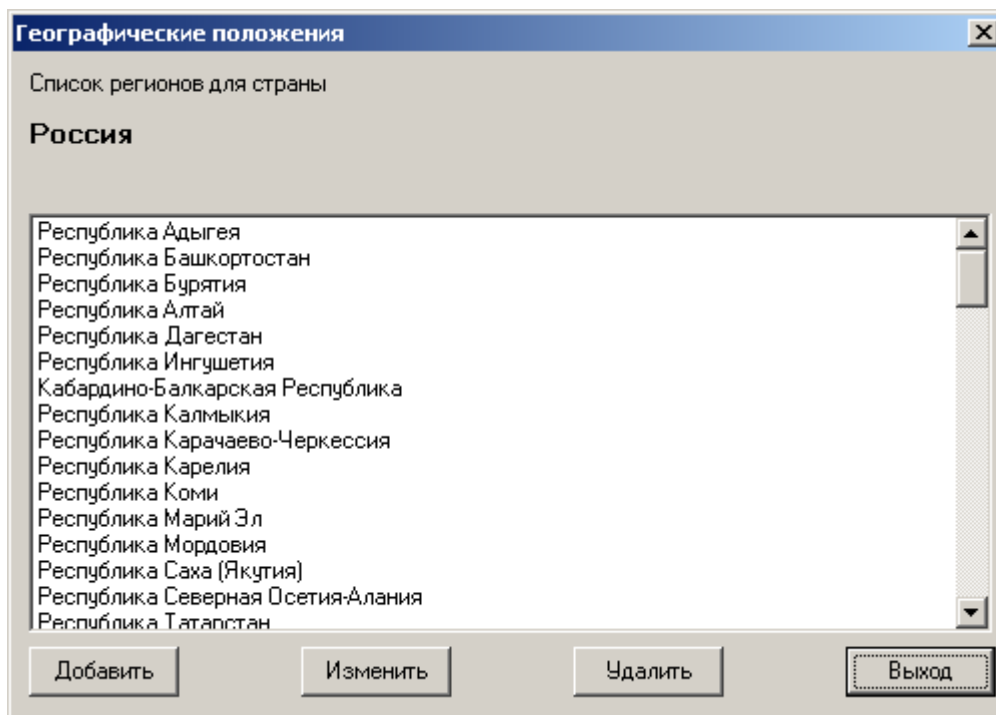 Географические положения
Список регионов для страны
Россия
Республика Адыгея
Республика Башкортостан
Республика Бурятия
Республика Алтай
Республика Дагестан
Республика Ингушетия
Кабардино-Балкарская Республика
Республика Калмыкия
Республика Карачаево-Черкессия
Республика Карелия
Республика Коми
Республика Марий Эл
Республика Мордовия
Республика Саха (Якутия)
Республика Северная Осетия-Алания
Республика Татарстан
Добавить Изменить Удалить Выход